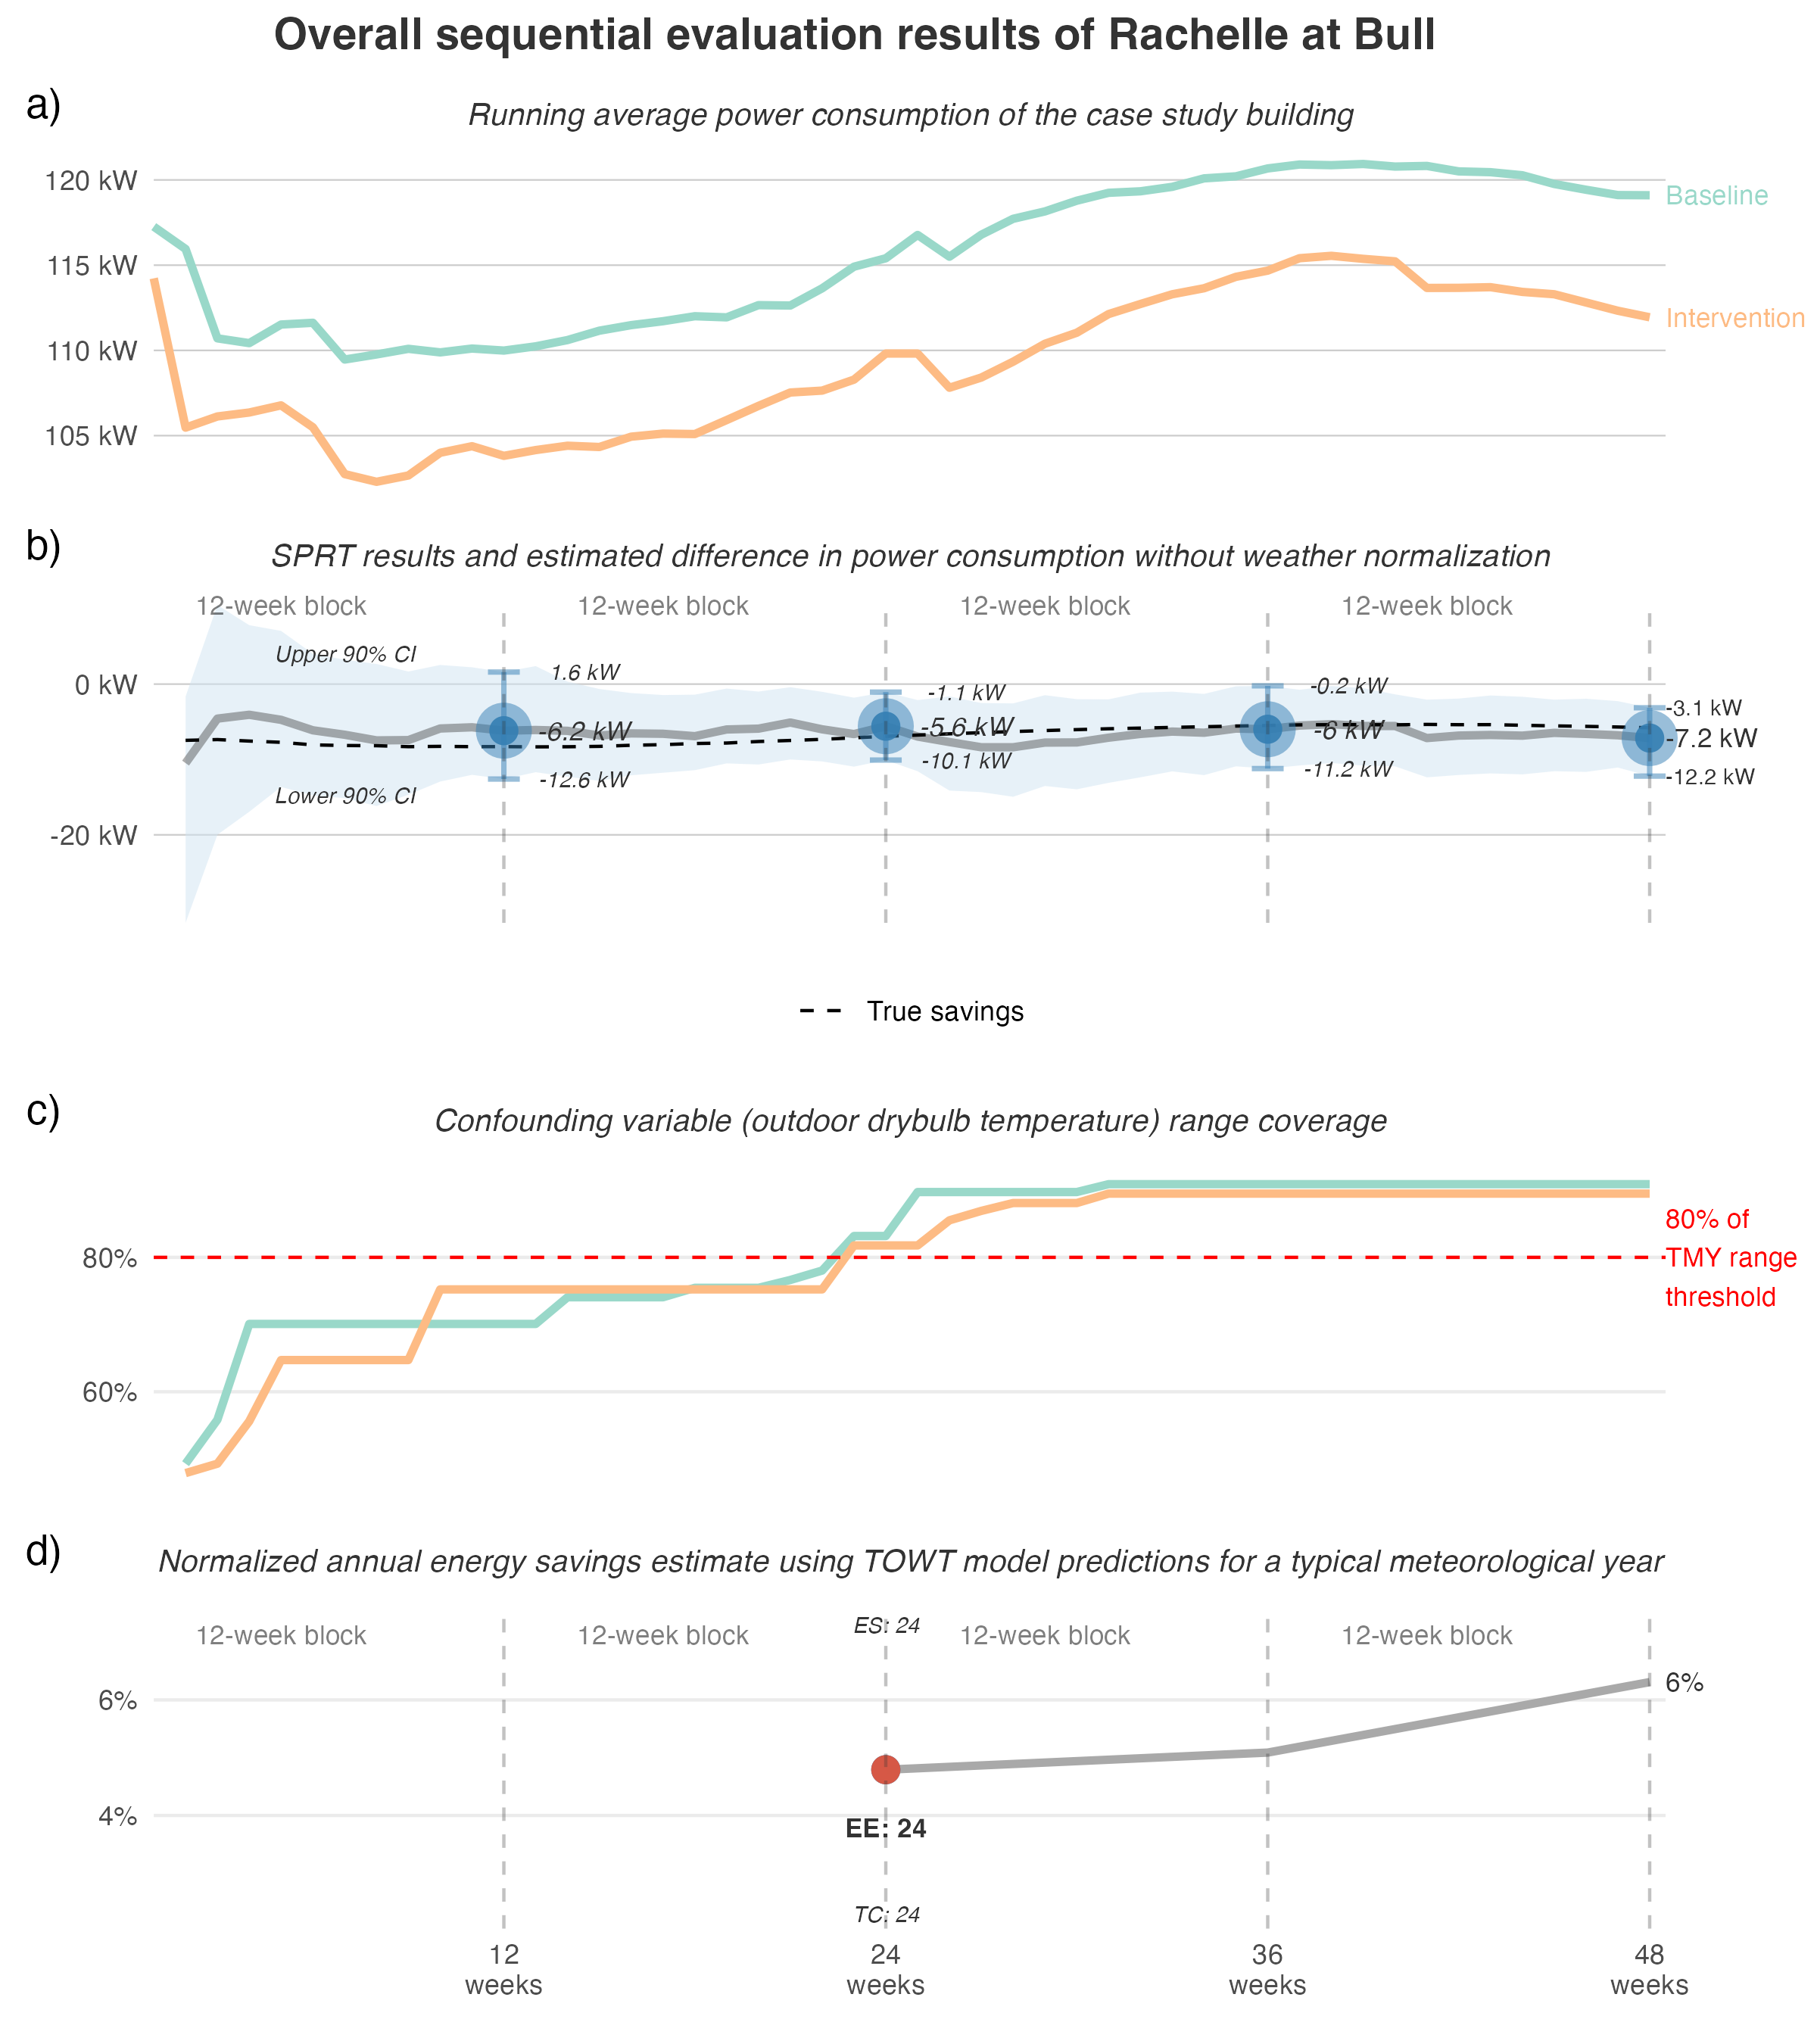 Overall sequential evaluation results of Rachelle at Bull
a)
Running average power consumption of the case study building
120 kW
115 kW
110 kW
105 kW
Baseline
Intervention
b)
SPRT results and estimated difference in power consumption without weather normalization
12-week block 12-week block 12-week block 12-week block
Upper 90% CI
Lower 90% CI
0 kW
-20 kW
1.6 kW
-6.2 kW
-12.6 kW
-1.1 kW
-5.6 kW
-10.1 kW
-0.2 kW
-6 kW
-11.2 kW
-3.1 kW
-7.2 kW
-12.2 kW
True savings
c)
Confounding variable (outdoor drybulb temperature) range coverage
80%
60%
80% of
TMY range
threshold
d)
Normalized annual energy savings estimate using TOWT model predictions for a typical meteorological year
12-week block 12-week block 12-week block 12-week block
ES: 24
6%
4%
6%
EE: 24
TC: 24
12
weeks
24
weeks
36
weeks
48
weeks